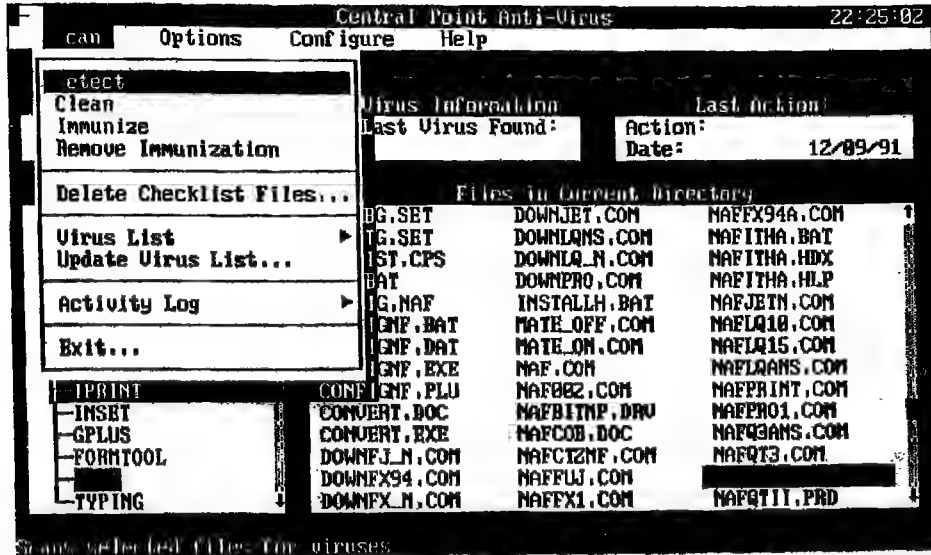 Central Point Anti-Virus 22:25:02
can Options Configure Help
etect
Clean
Immunize
Remove Immunization
Delete Checklist Files...
Virus List
Update Virus List...
Activity Log
Exit...
Virus Information
Last Virus Found:
Last Action
Action:
Date: 12/09/91
Files in Current Directory
G.SET DOWNJET.COM NAFFX94A.COM
G.SET DOWNLQNS.COM NAFITHA.BAT
ST.CPS DOWNLQ_N.COM NAFITHA.HDX
AT DOWNPRO.COM NAFITHA.HLP
G.NAF INSTALLH.BAT NAFJETN.COM
GNF.BAT MATE_OFF.COM NAFLQ10.COM
GNF.DAT MATE_ON.COM NAFLQ15.COM
GNF.EXE NAF.COM NAFLQANS.COM
IPRINT CONFIGNF.PLU NAF002.COM NAFPRINT.COM
INSET CONVERT.DOC NAFBITMP.DRV NAFPRO1.COM
GPLUS CONVERT.EXE NAFCOB.DOC NAFQ3ANS.COM
FORMTOOL DOWNFJ_N.COM NAFCTZNF.COM NAFQT3.COM
DOWNFX94.COM NAFFUJ.COM
TYPING DOWNFX_N.COM NAFFX1.COM NAFQTII.PRD
Scans selected files for viruses